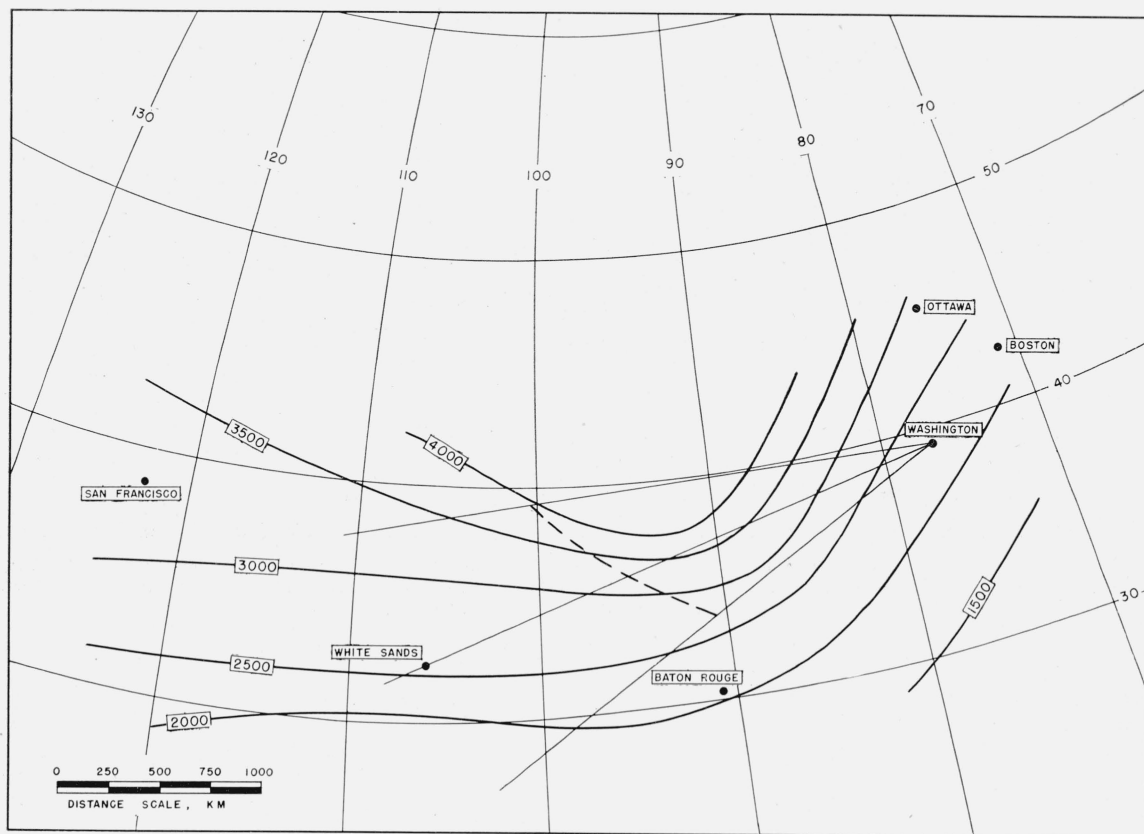 130
120
110
100
90
80
70
50
OTTAWA
BOSTON
40
WASHINGTON
3500
4000
SAN FRANCISCO
3000
1500
30
WHITE SANDS
2500
BATON ROUGE
2000
0 250 500 750 1000
DISTANCE SCALE, KM